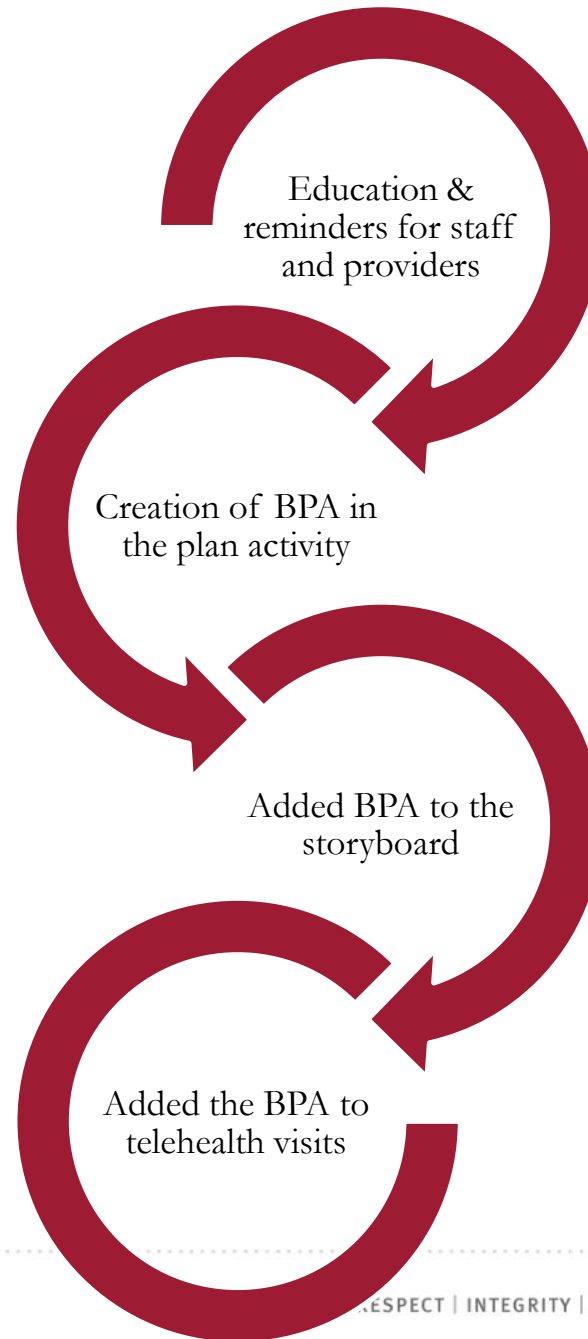 Education &
reminders for staff
and providers
Creation of BPA in
the plan activity
Added BPA to the
storyboard
Added the BPA to
telehealth visits
| INTEGRITY |